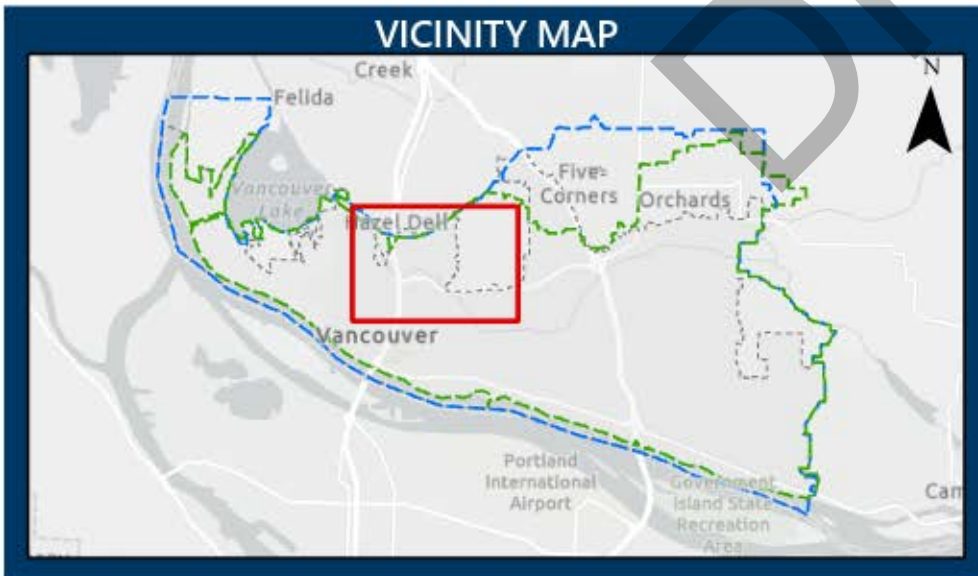 VICINITY MAP
Creek
N
Felida
Five
Corners
Vancouver
Lake
Orchards
Hazel Dell
Vancouver
Portland
International
Airport
Government
Island State
Recreation
Area
Cam